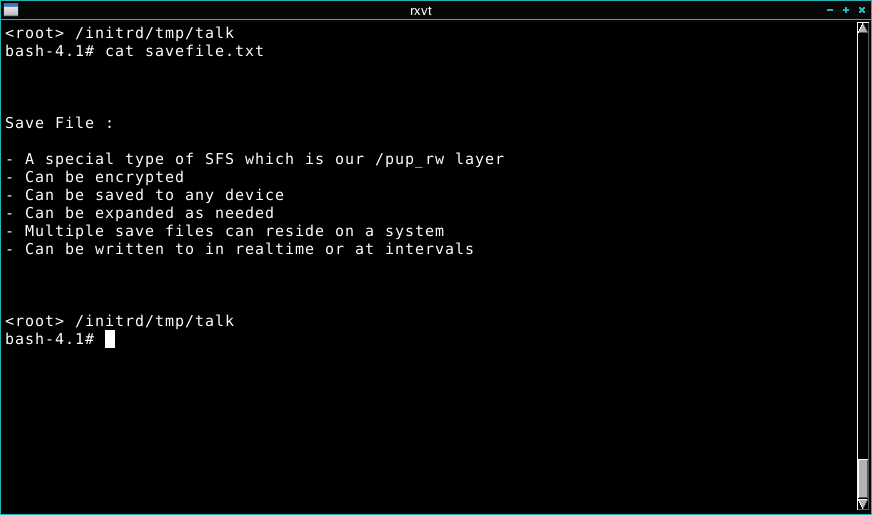 rxvt
<root> /initrd/tmp/talk
bash-4.1# cat savefile.txt
Save File :
- A special type of SFS which is our /pup_rw layer
- Can be encrypted
- Can be saved to any device
- Can be expanded as needed
- Multiple save files can reside on a system
- Can be written to in realtime or at intervals
<root> /initrd/tmp/talk
bash-4.1#